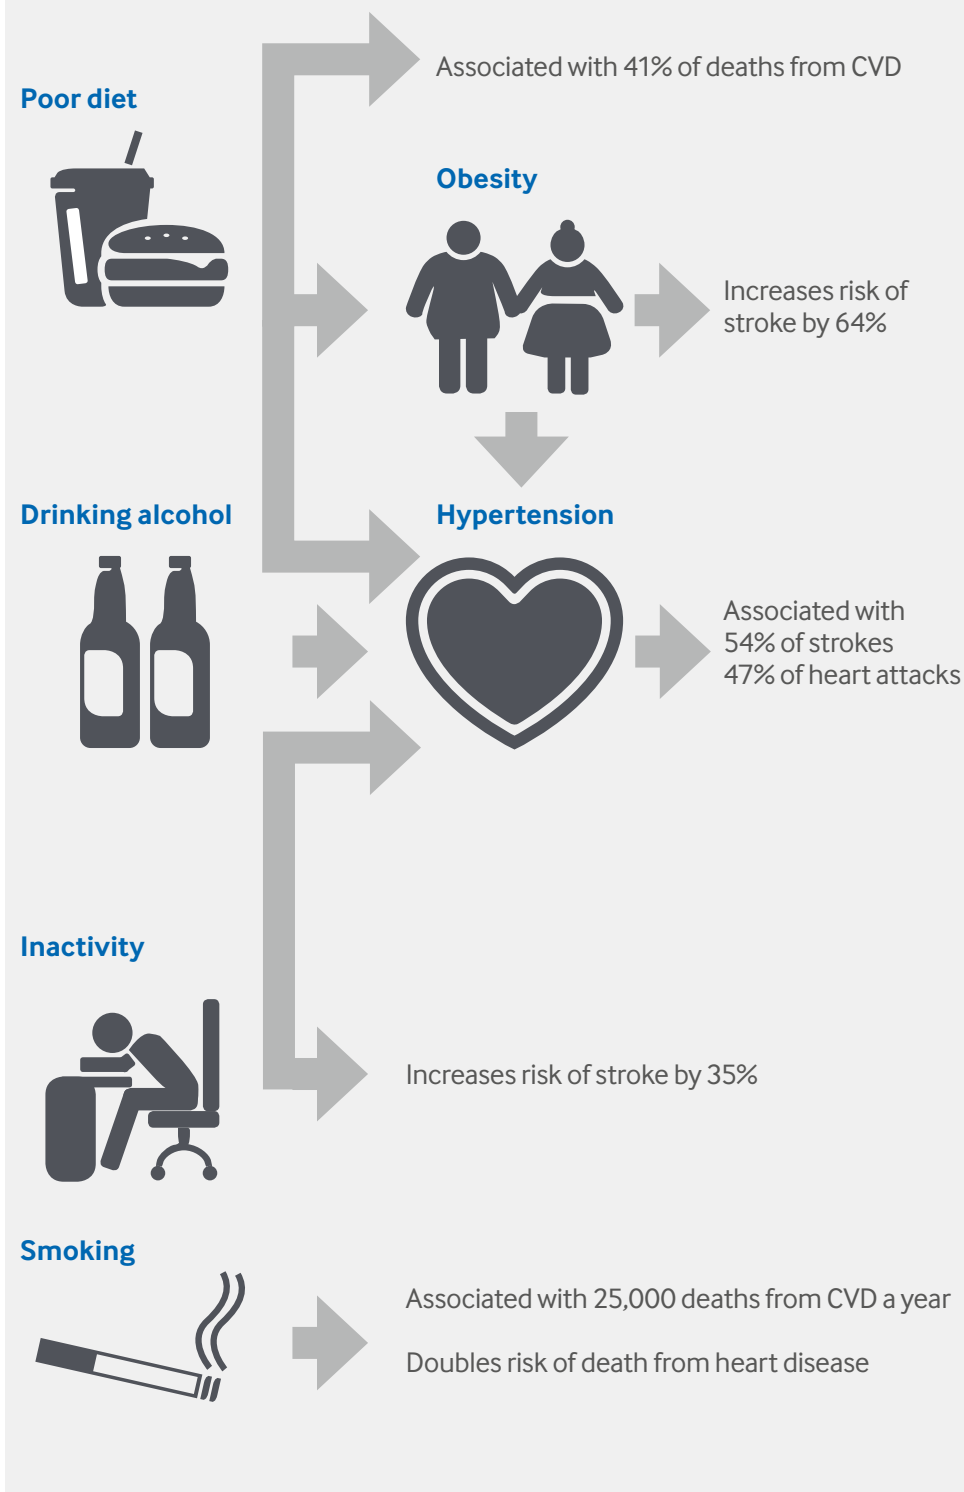 Associated with 41% of deaths from CVD
Poor diet
Obesity
Increases risk of
stroke by 64%
Drinking alcohol
Hypertension
Associated with
54% of strokes
47% of heart attacks
Inactivity
Increases risk of stroke by 35%
Smoking
Associated with 25,000 deaths from CVD a year
Doubles risk of death from heart disease